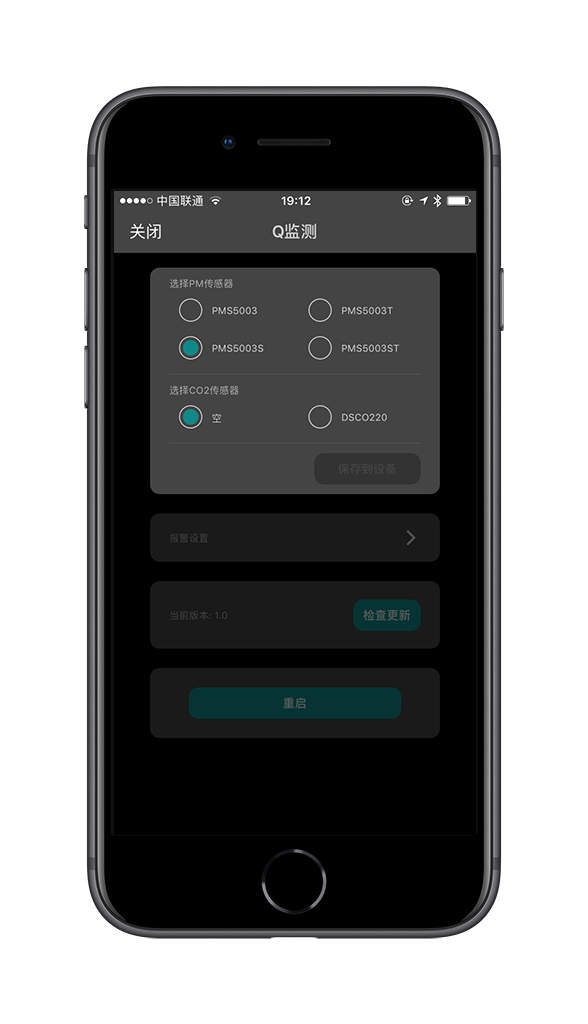 中国联通 19:12
关闭 Q监测
选择PM传感器
PMS5003 PMS5003T
PMS5003S PMS5003ST
选择CO2传感器
空 DSCO220
保存到设备
报警设置
当前版本: 1.0 检查更新
重启